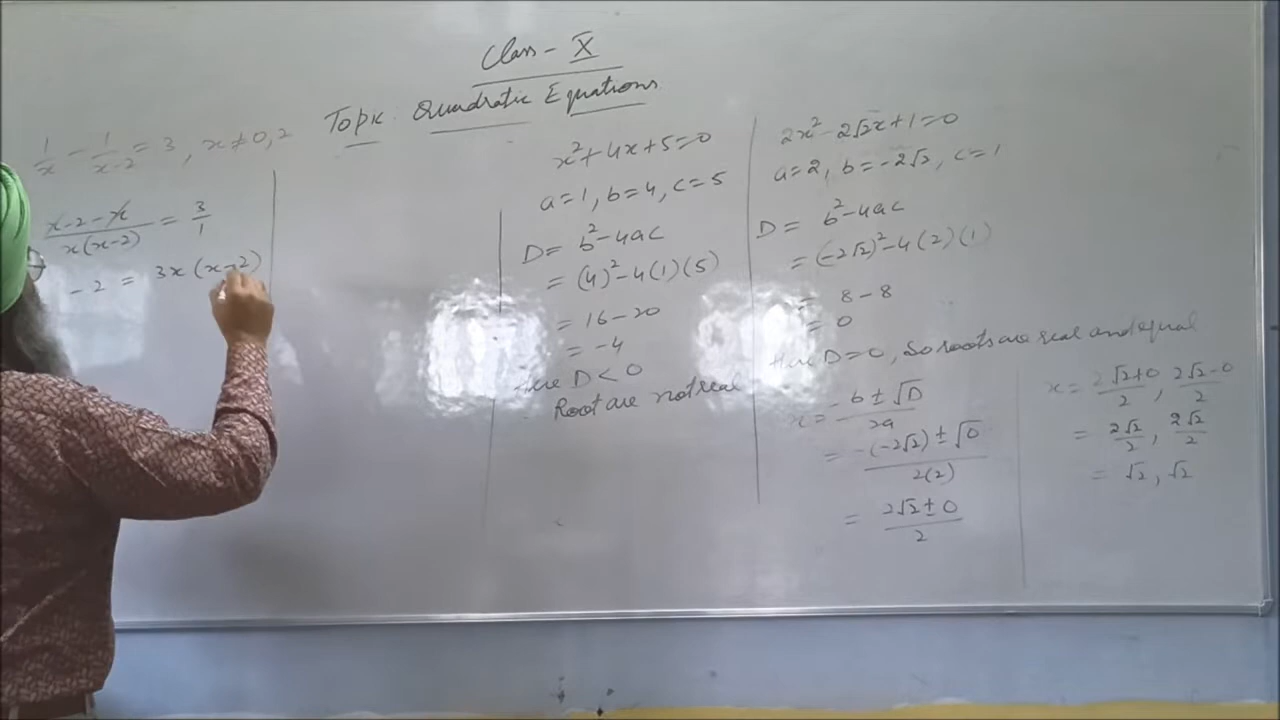 Class - X
Topic: Quadratic Equations
1/x - 1/(x-2) = 3, x≠0,2
(x-2-x)/(x(x-2)) = 3/1
-2 = 3x(x-2)
x²+4x+5=0
a=1, b=4, c=5
D = b²-4ac
= (4)²-4(1)(5)
= 16-20
= -4
Here D < 0
Root are not real
2x²-2√2x+1=0
a=2, b=-2√2, c=1
D = b²-4ac
= (-2√2)²-4(2)(1)
= 8-8
= 0
Here D=0, So roots are real and equal
x = (-b±√D)/2a
= (-(-2√2)±√0)/2(2)
= (2√2±0)/2
x = (2√2+0)/2, (2√2-0)/2
= 2√2/2, 2√2/2
= √2, √2